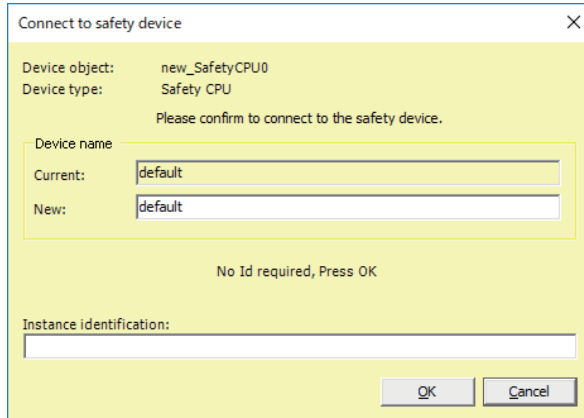 Connect to safety device
Device object: new_SafetyCPU0
Device type: Safety CPU
Please confirm to connect to the safety device.
Device name
Current: default
New: default
No Id required, Press OK
Instance identification:
OK Cancel